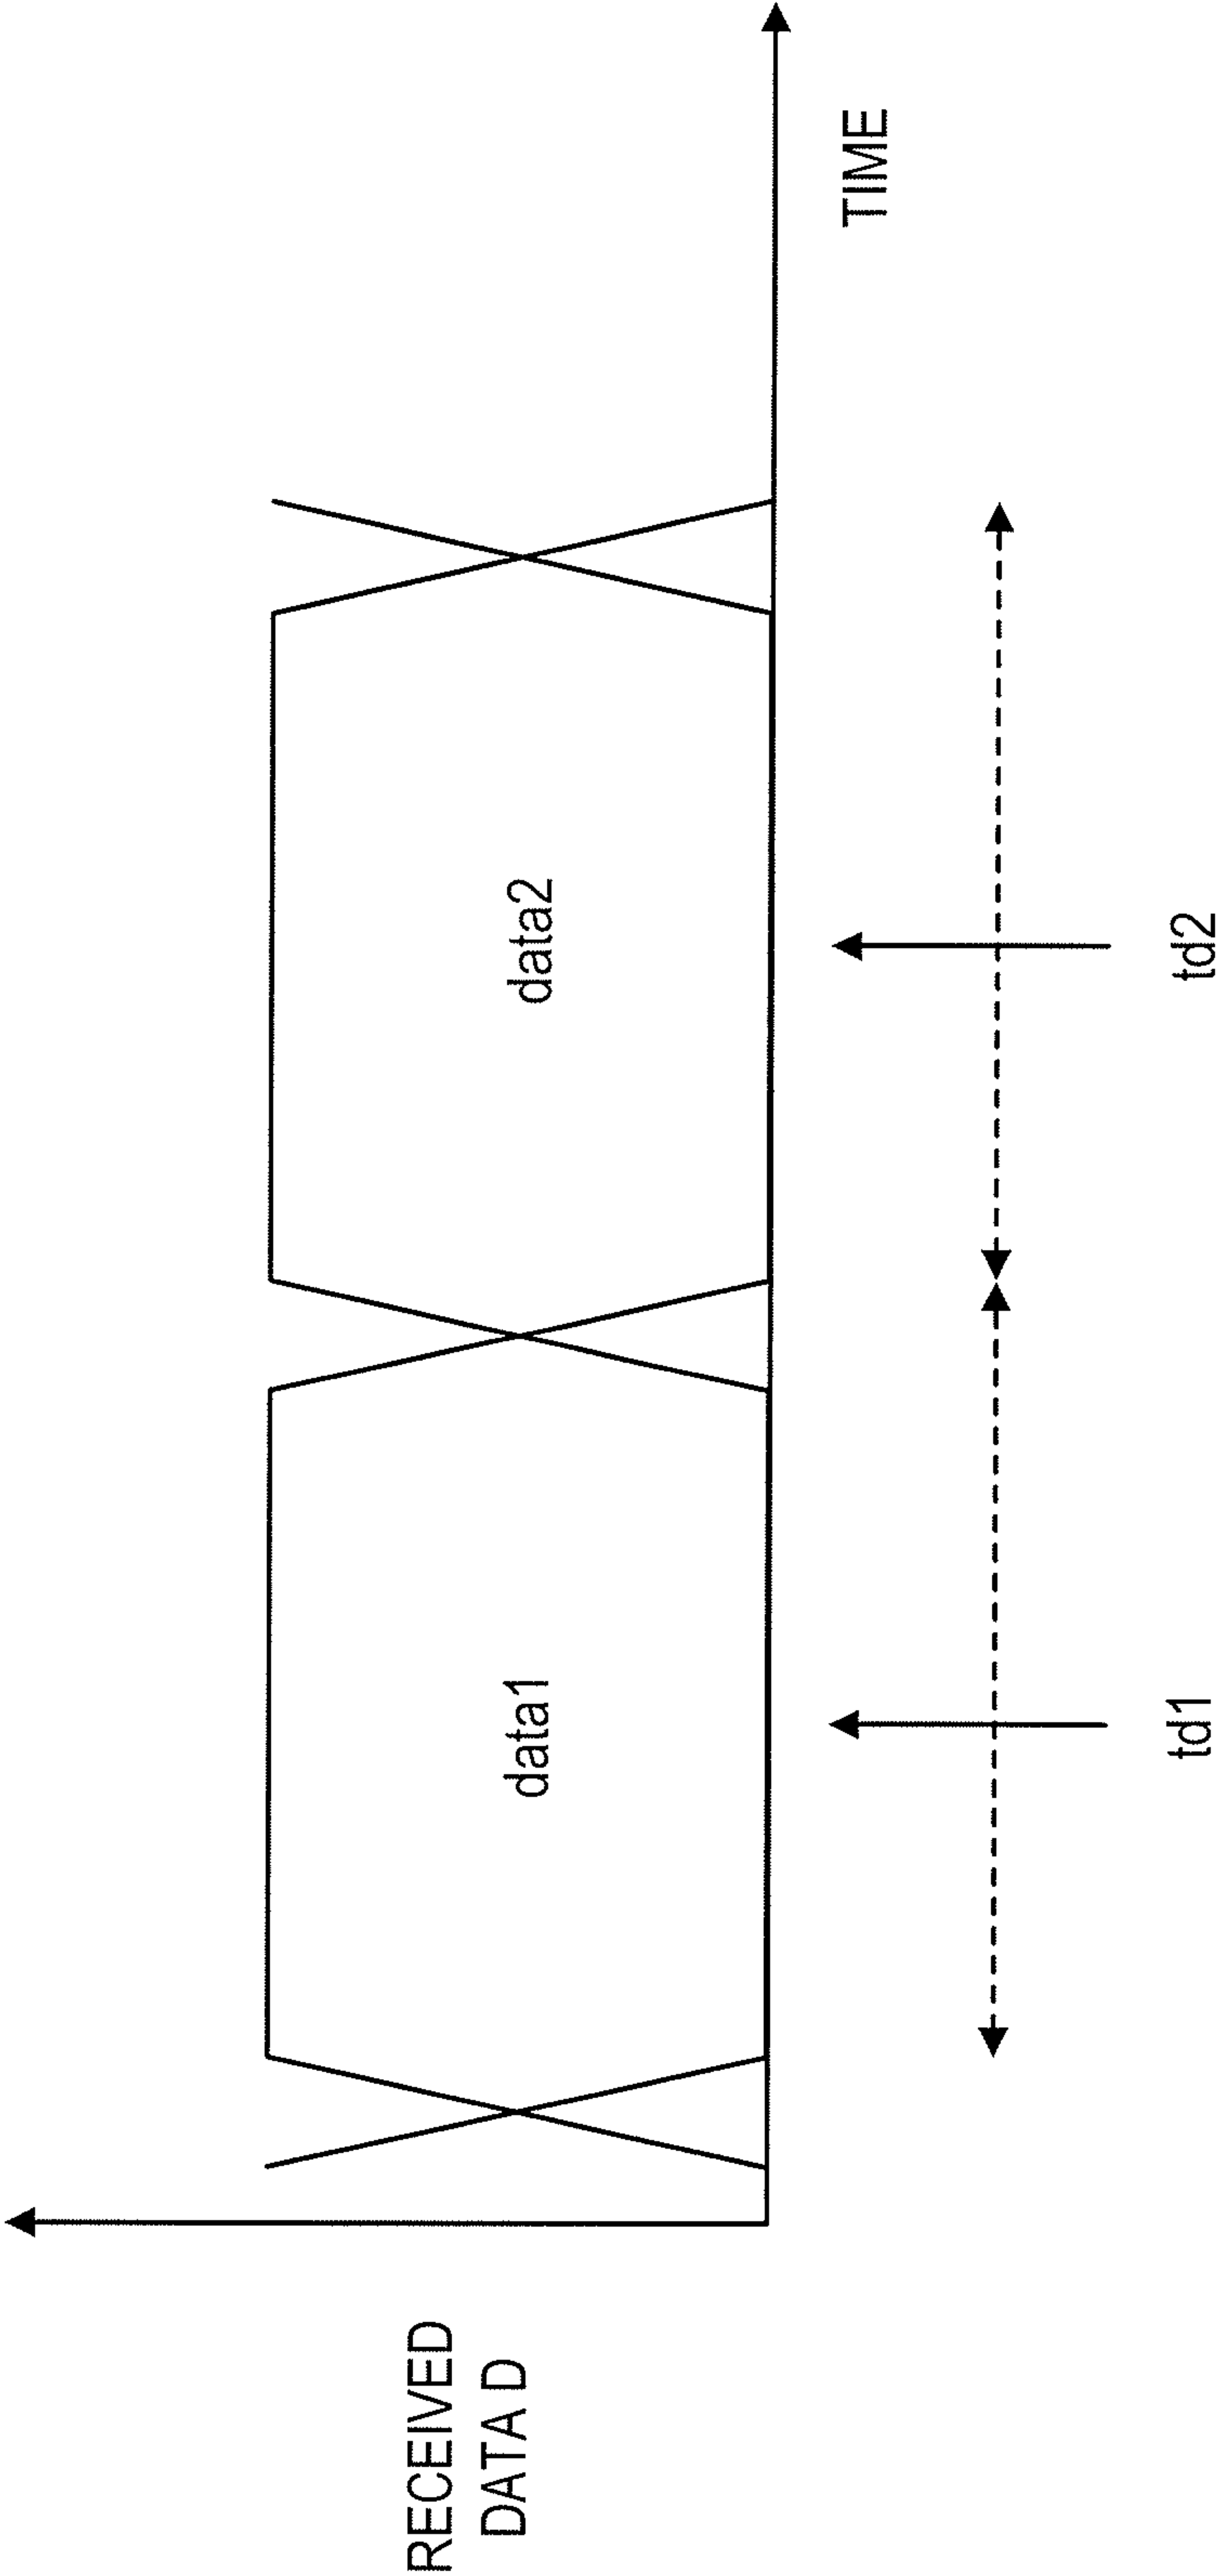 RECEIVED
DATA D
data1
data2
TIME
td1
td2